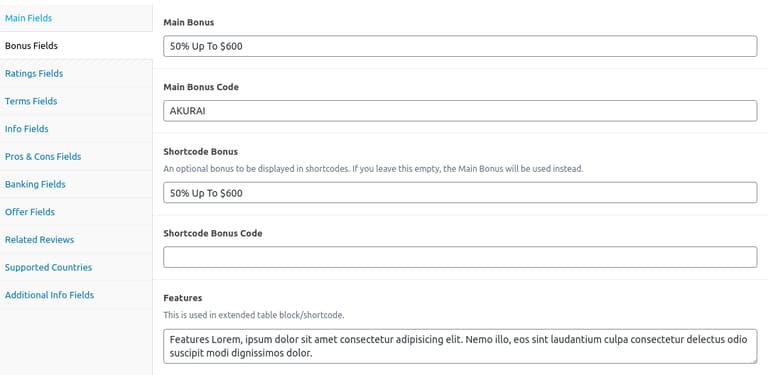 Main Fields
Bonus Fields
Ratings Fields
Terms Fields
Info Fields
Pros & Cons Fields
Banking Fields
Offer Fields
Related Reviews
Supported Countries
Additional Info Fields
Main Bonus
50% Up To $600
Main Bonus Code
AKURAI
Shortcode Bonus
An optional bonus to be displayed in shortcodes. If you leave this empty, the Main Bonus will be used instead.
50% Up To $600
Shortcode Bonus Code
Features
This is used in extended table block/shortcode.
Features Lorem, ipsum dolor sit amet consectetur adipisicing elit. Nemo illo, eos sint laudantium culpa consectetur delectus odio
suscipit modi dignissimos dolor.